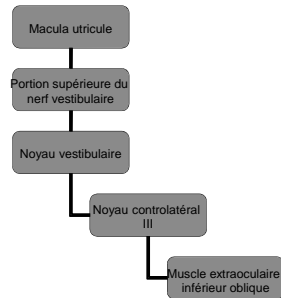 Macula utricule
Portion supérieure du
nerf vestibulaire
Noyau vestibulaire
Noyau controlatéral
III
Muscle extraoculaire
inférieur oblique